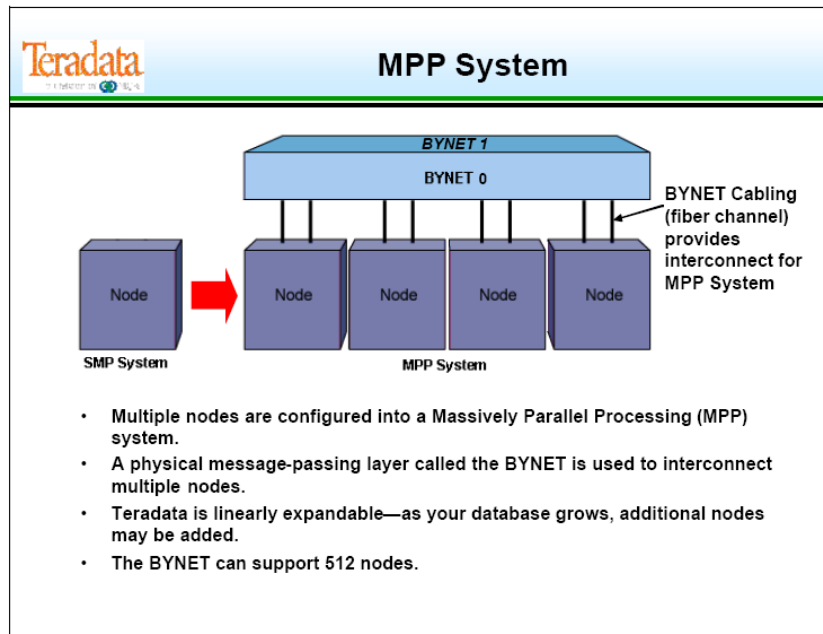 Teradata
MPP System
BYNET 1
BYNET 0
BYNET Cabling
(fiber channel)
provides
interconnect for
MPP System
Node
Node
Node
Node
Node
SMP System
MPP System
• Multiple nodes are configured into a Massively Parallel Processing (MPP)
system.
• A physical message-passing layer called the BYNET is used to interconnect
multiple nodes.
• Teradata is linearly expandable—as your database grows, additional nodes
may be added.
• The BYNET can support 512 nodes.